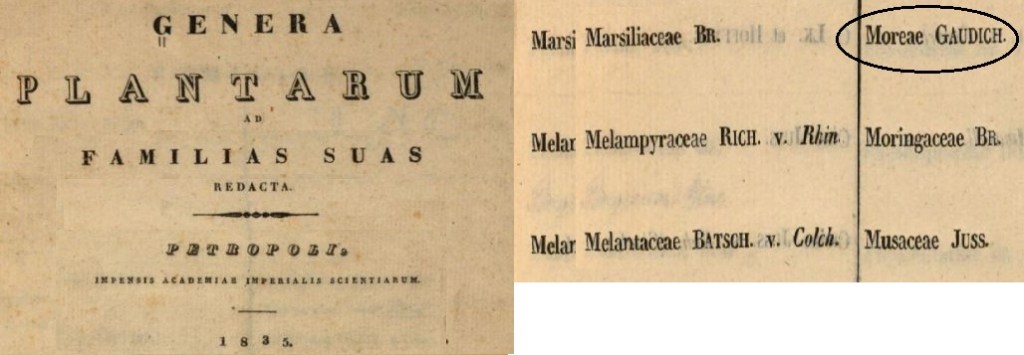 GENERA
PLANTARUM
AD
FAMILIAS SUAS
REDACTA.
PETROPOLI,
IMPENSIS ACADEMIAE IMPERIALIS SCIENTIARUM.
1835.
Marsi Marsiliaceae BR.
Moreae GAUDICH.
Melar Melampyraceae RICH. v. Rhin.
Moringaceae BR.
Melar Melantaceae BATSCH. v. Colch.
Musaceae JUSS.